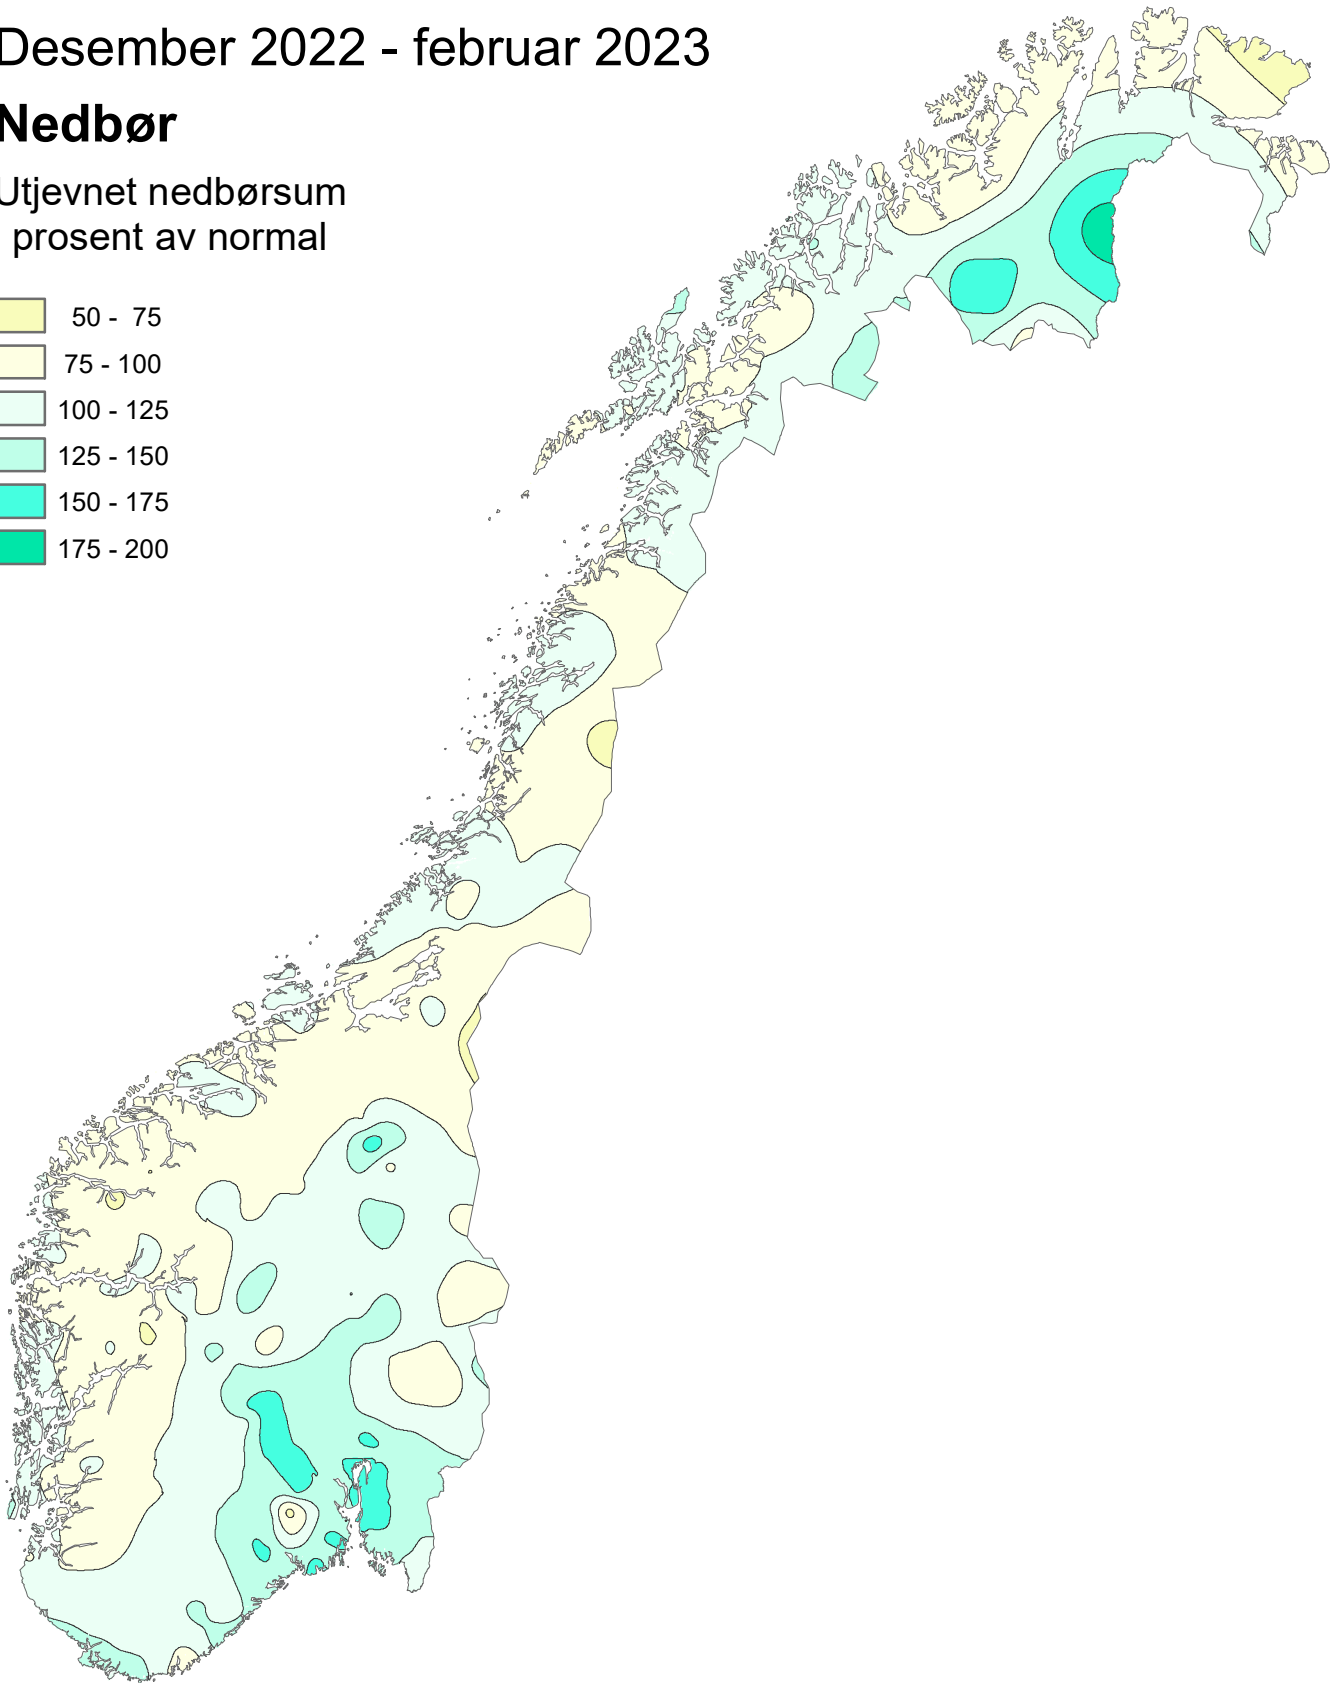 Desember 2022 - februar 2023
Nedbør
Utjevnet nedbørsum
prosent av normal
50 - 75
75 - 100
100 - 125
125 - 150
150 - 175
175 - 200